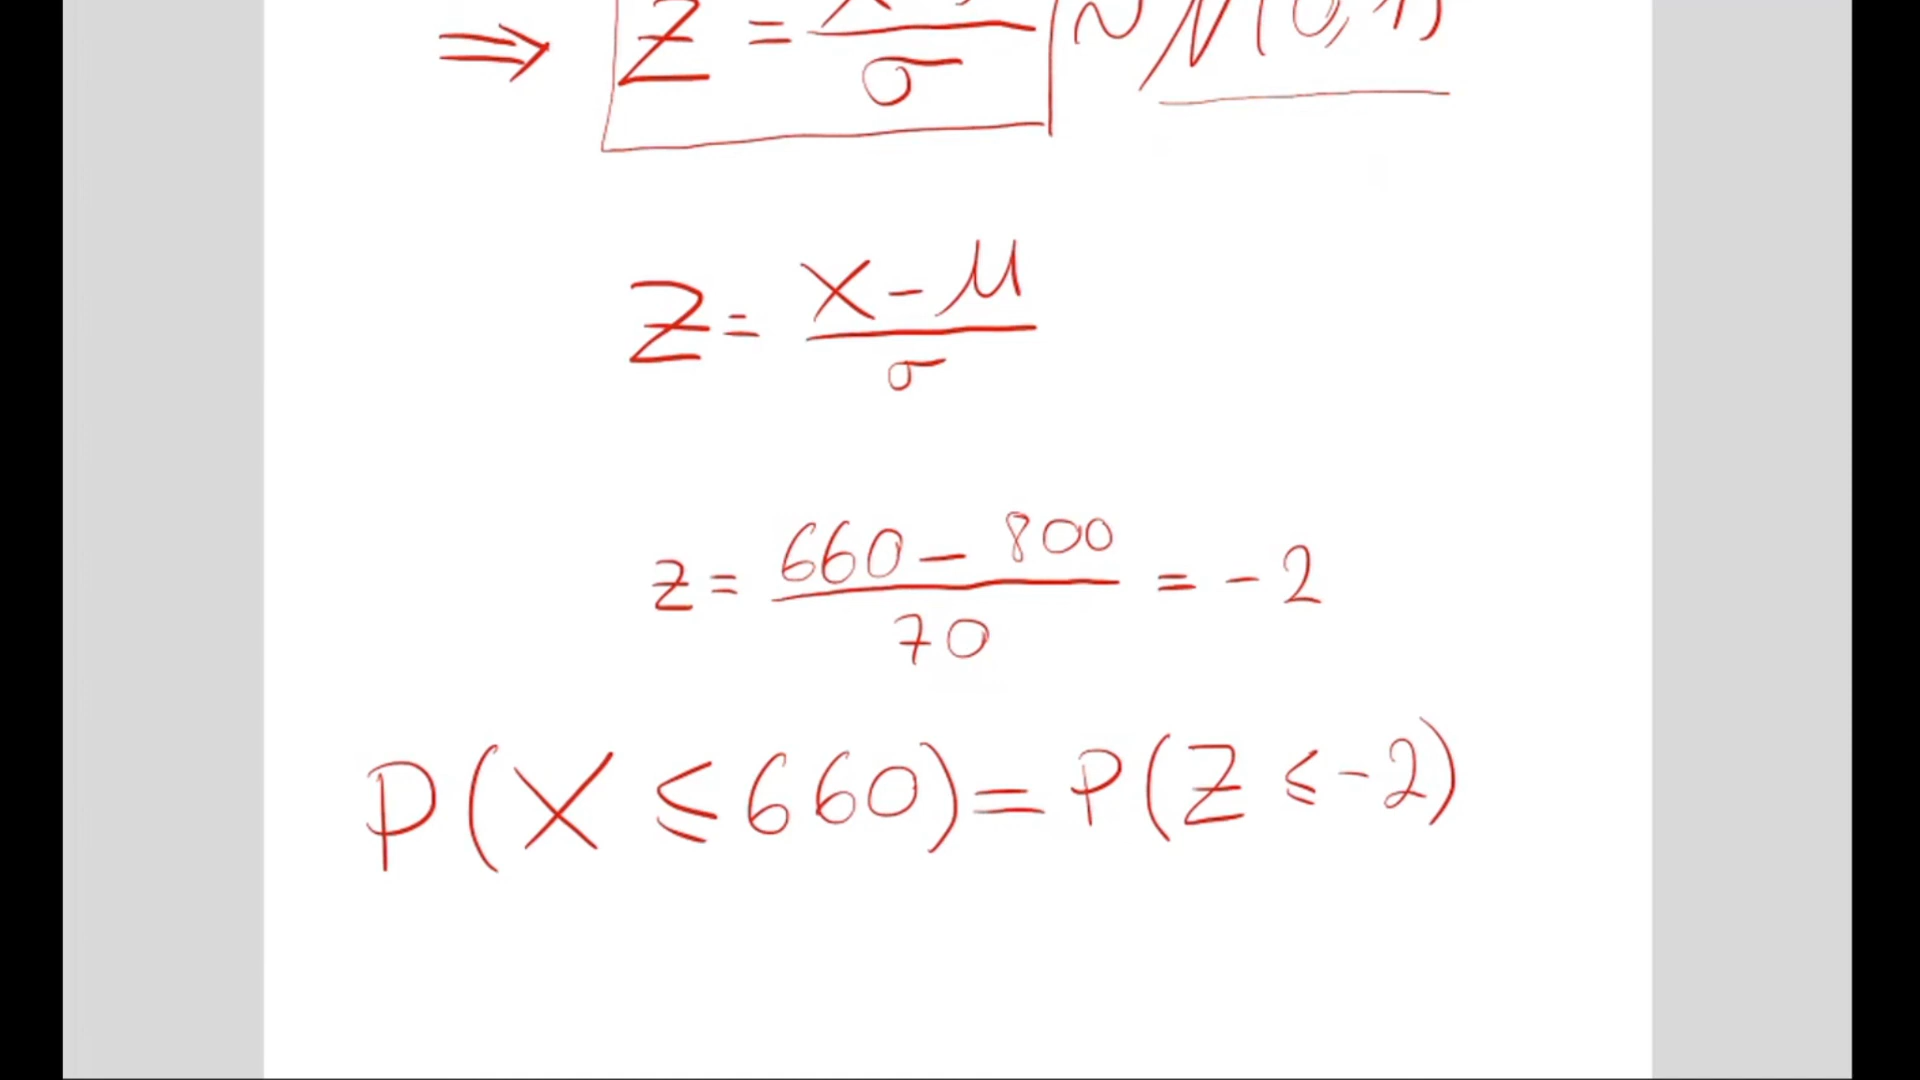 ⇒ Z = x - μ / σ ~ N(0, 1)
Z = x - μ / σ
z = 660 - 800 / 70 = -2
P(X ≤ 660) = P(Z ≤ -2)